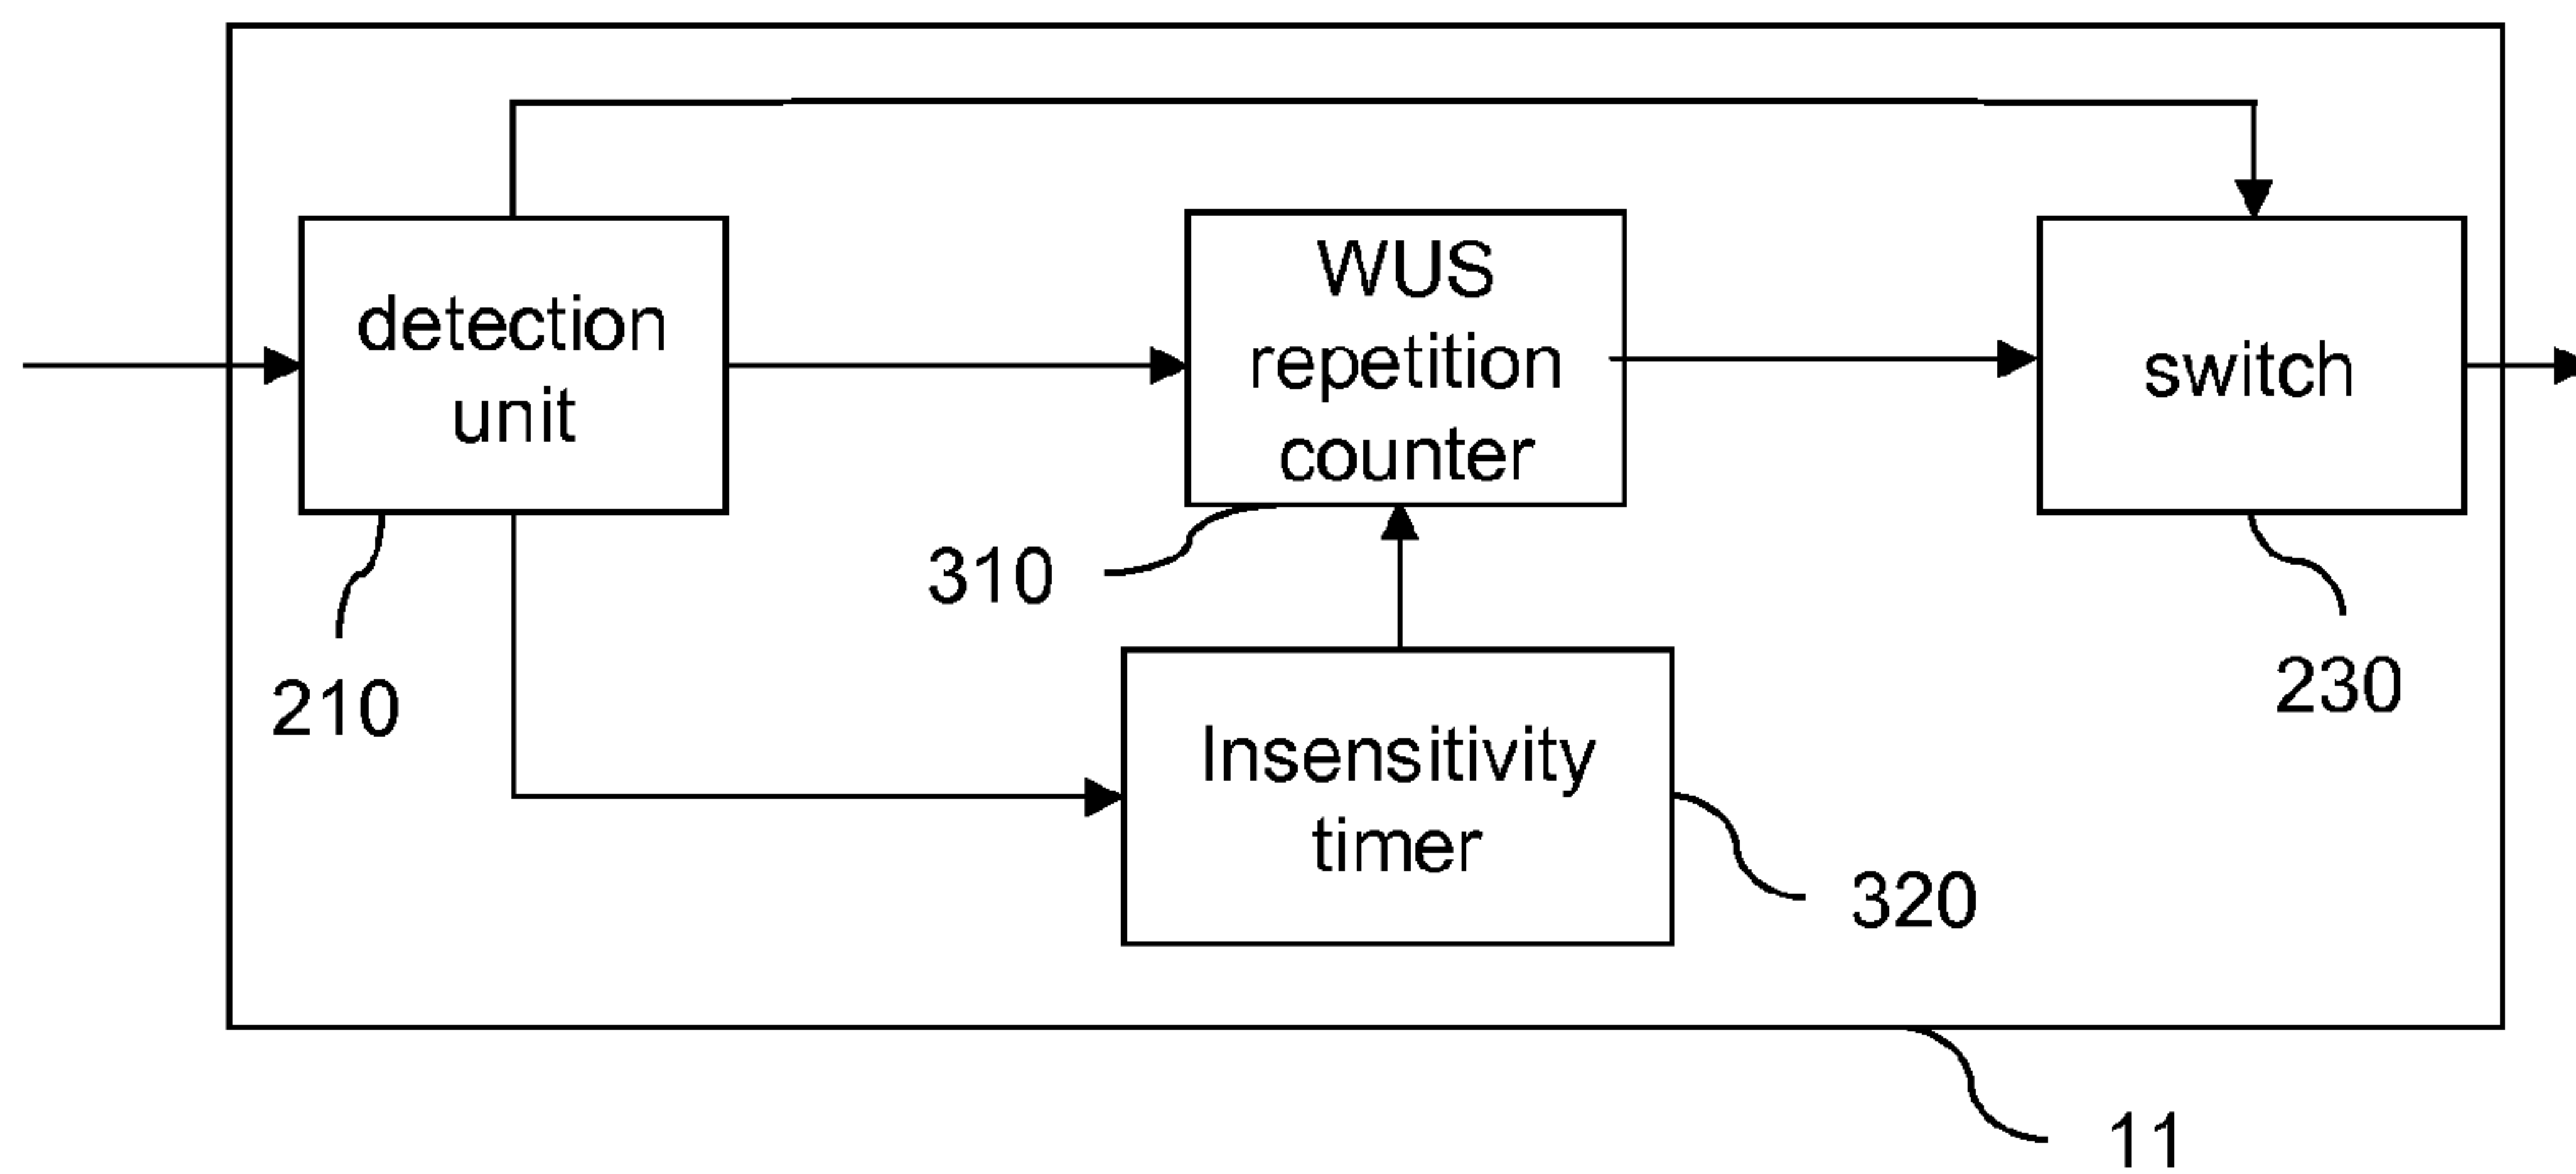 detection
unit
WUS
repetition
counter
switch
310
210
230
Insensitivity
timer
320
11